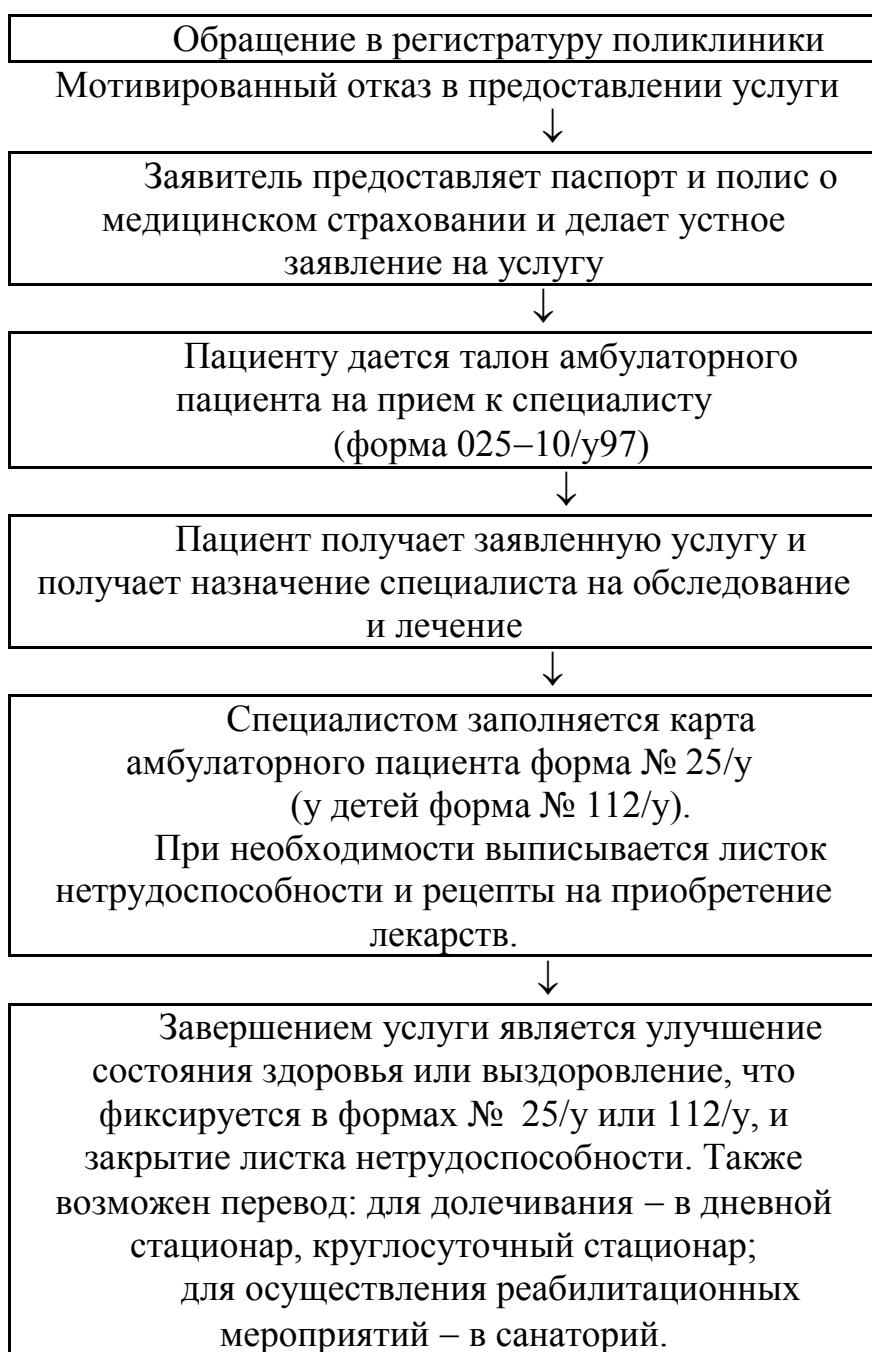 Обращение в регистратуру поликлиники
Мотивированный отказ в предоставлении услуги
↓
Заявитель предоставляет паспорт и полис о
медицинском страховании и делает устное
заявление на услугу
↓
Пациенту дается талон амбулаторного
пациента на прием к специалисту
(форма 025–10/у97)
↓
Пациент получает заявленную услугу и
получает назначение специалиста на обследование
и лечение
↓
Специалистом заполняется карта
амбулаторного пациента форма № 25/у
(у детей форма № 112/у).
При необходимости выписывается листок
нетрудоспособности и рецепты на приобретение
лекарств.
↓
Завершением услуги является улучшение
состояния здоровья или выздоровление, что
фиксируется в формах № 25/у или 112/у, и
закрытие листка нетрудоспособности. Также
возможен перевод: для долечивания – в дневной
стационар, круглосуточный стационар;
для осуществления реабилитационных
мероприятий – в санаторий.